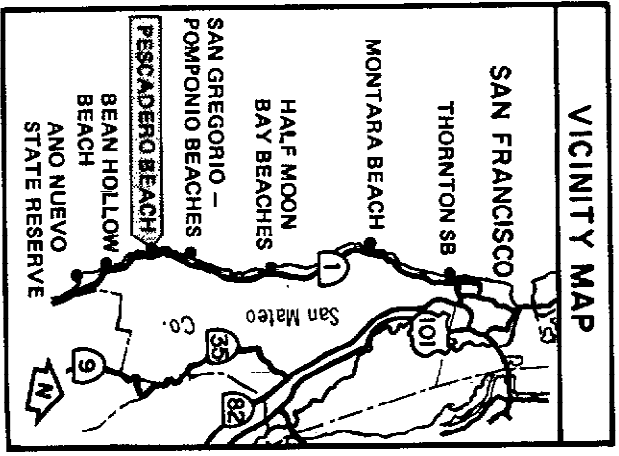 VICINITY MAP
SAN FRANCISCO
THORNTON SB
MONTARA BEACH
HALF MOON
BAY BEACHES
SAN GREGORIO –
POMPONIO BEACHES
PESCADERO BEACH
BEAN HOLLOW
BEACH
ANO NUEVO
STATE RESERVE
1
101
San Mateo
Co.
35
82
9
N